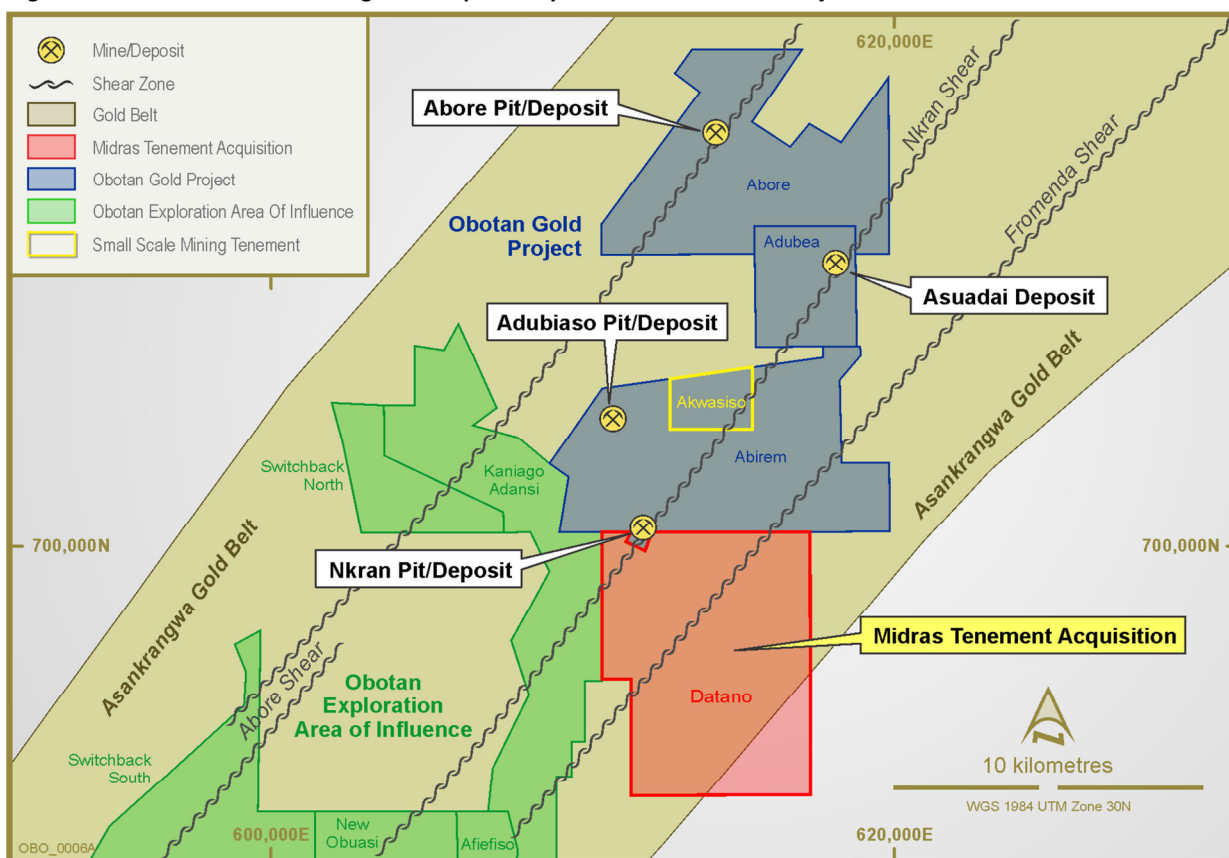 Mine/Deposit
Shear Zone
Gold Belt
Midras Tenement Acquisition
Obotan Gold Project
Obotan Exploration Area Of Influence
Small Scale Mining Tenement
620,000E
Abore Pit/Deposit
Nkran Shear
Fromenda Shear
Abore
Obotan Gold
Project
Adubea
Asuadai Deposit
Adubiaso Pit/Deposit
Akwasiso
Asankrangwa Gold Belt
Abirem
Switchback
North
Kaniago
Adansi
700,000N
700,000N
Nkran Pit/Deposit
Asankrangwa Gold Belt
Midras Tenement Acquisition
Datano
Abore Shear
Obotan
Exploration
Area of Influence
Switchback
South
10 kilometres
WGS 1984 UTM Zone 30N
New
Obuasi
Afiefiso
600,000E
620,000E
OBO_0006A